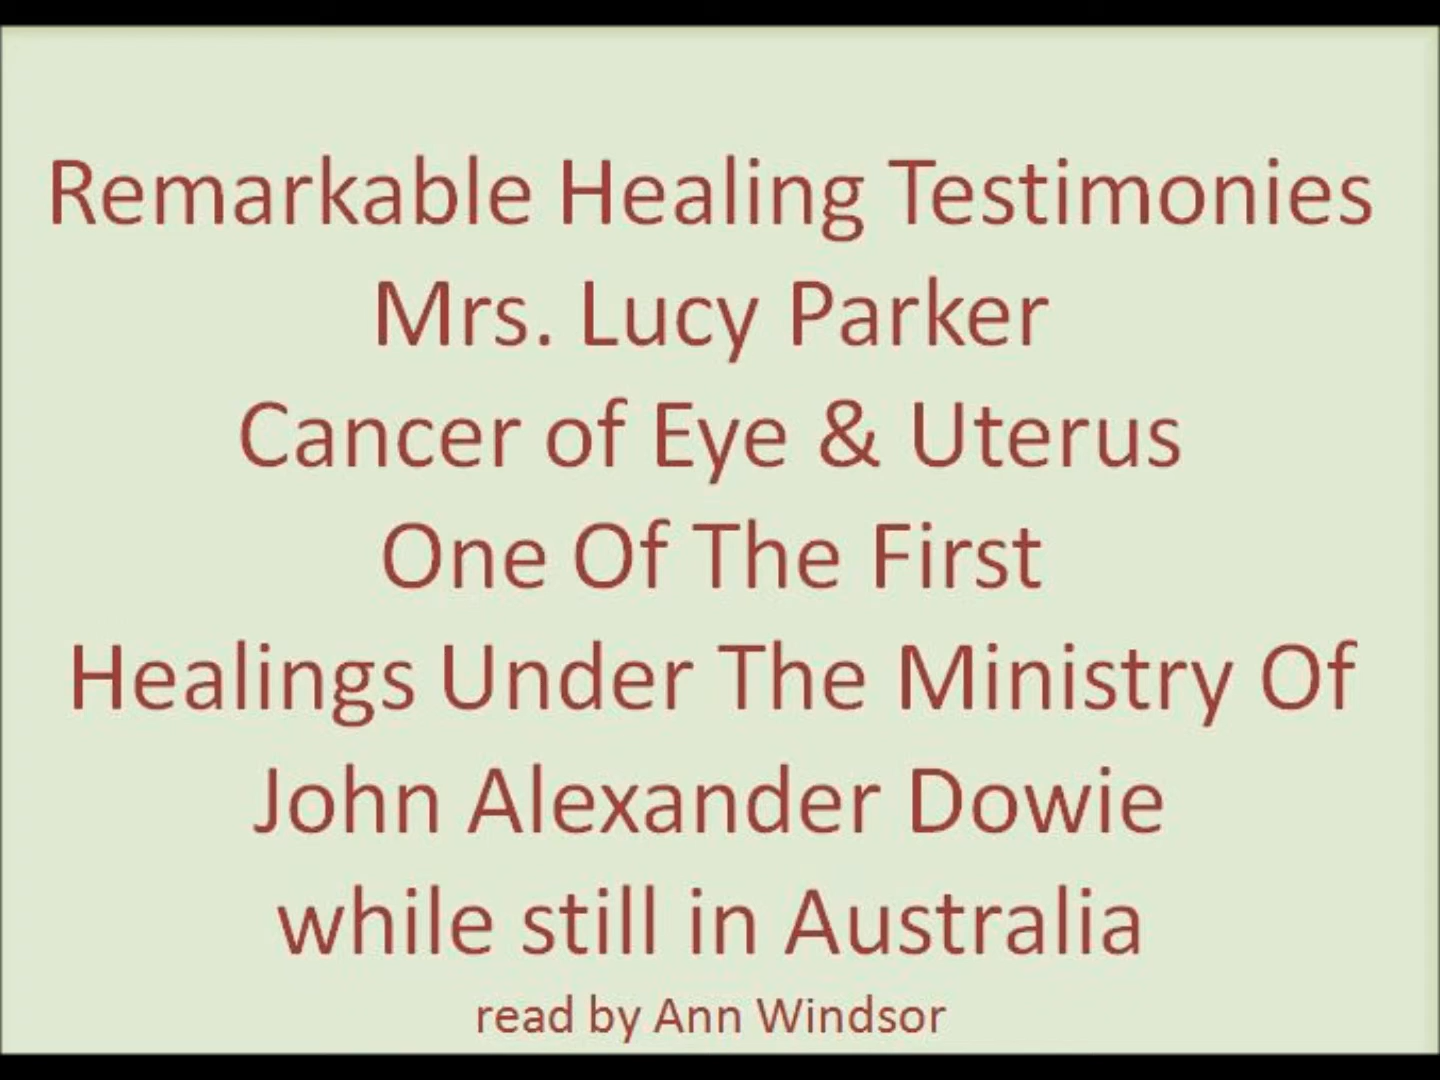 Remarkable Healing Testimonies
Mrs. Lucy Parker
Cancer of Eye & Uterus
One Of The First
Healings Under The Ministry Of
John Alexander Dowie
while still in Australia
read by Ann Windsor